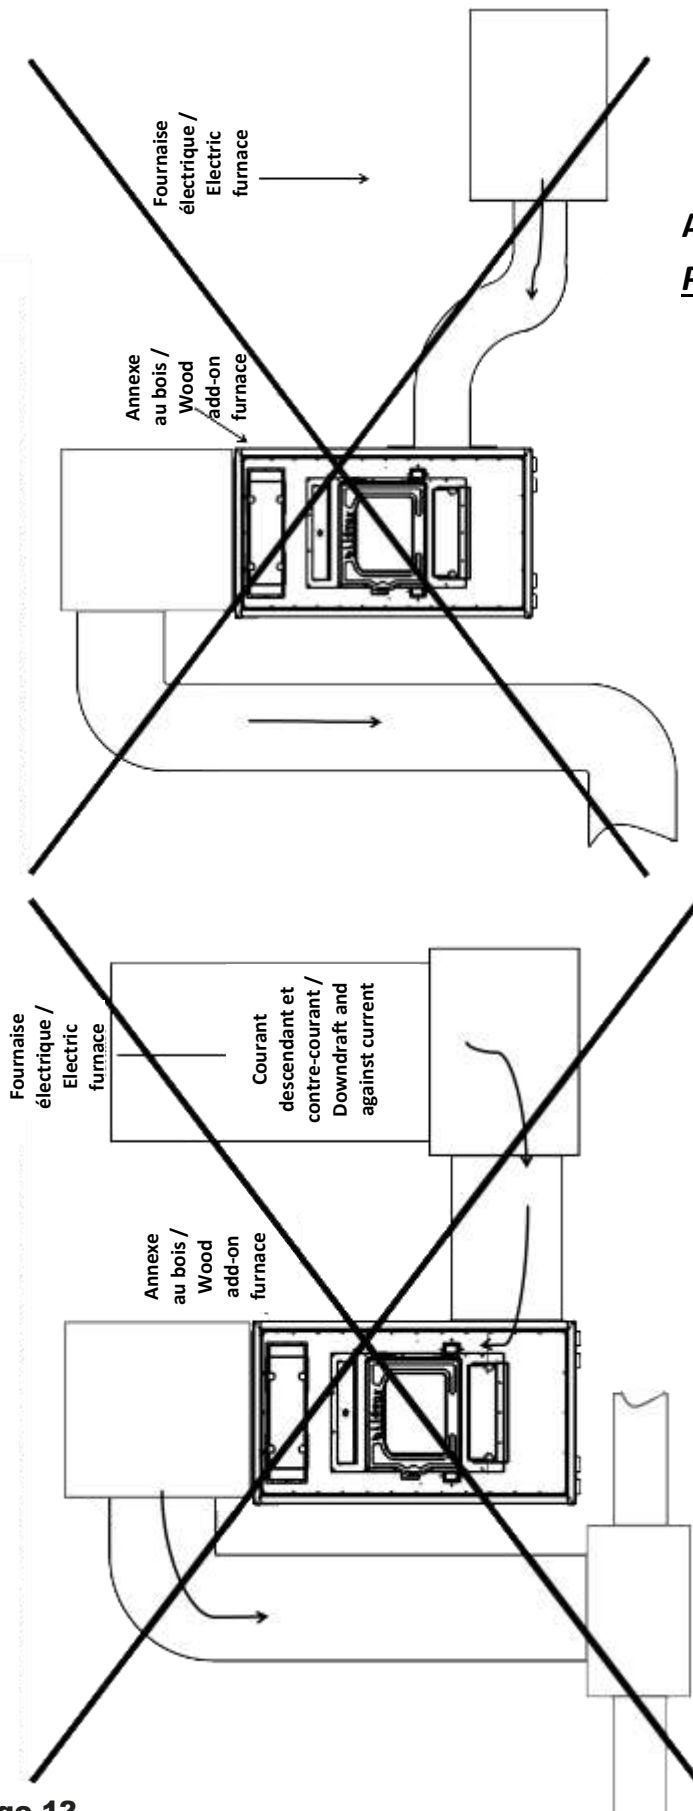 Fournaise
électrique /
Electric
furnace
Annexe
au bois /
Wood
add-on
furnace
Fournaise
électrique /
Electric
furnace
Courant
descendant et
contre-courant /
Downdraft and
against current
Annexe
au bois /
Wood
add-on
furnace
12